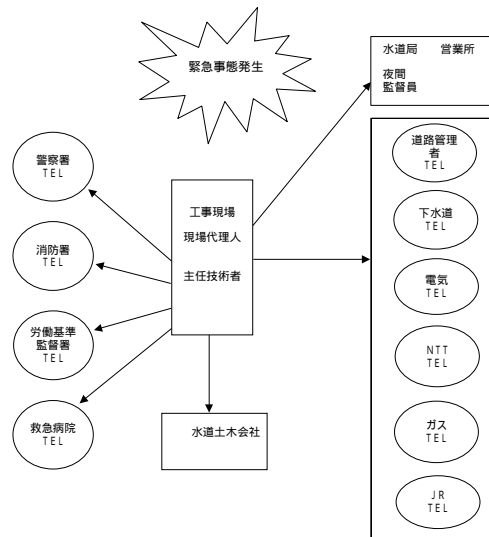 緊急事態発生
水道局　　営業所
夜間
監督員
警察署
TEL
消防署
TEL
労働基準
監督署
TEL
救急病院
TEL
工事現場
現場代理人
主任技術者
水道土木会社
道路管理
者
TEL
下水道
TEL
電気
TEL
NTT
TEL
ガス
TEL
JR
TEL